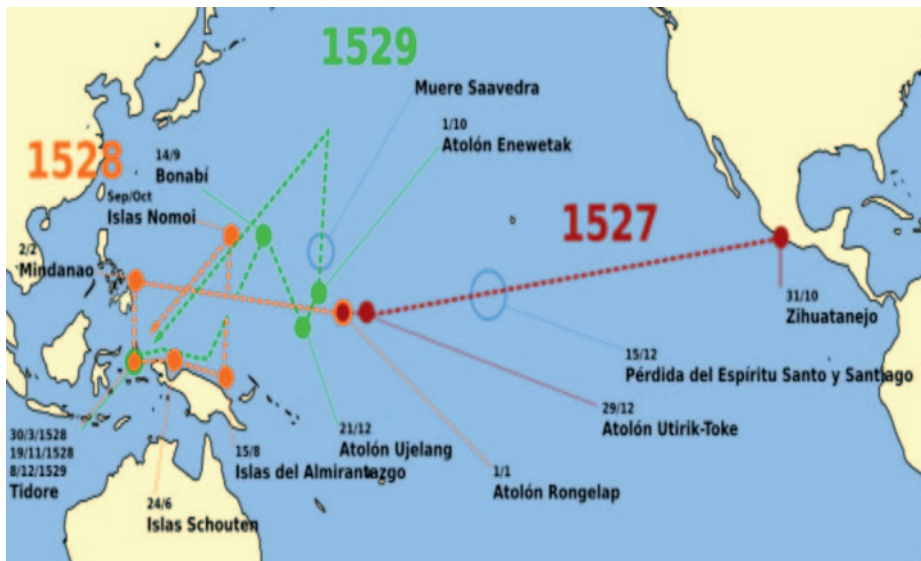 1529
Muere Saavedra
1/10
Atolón Enewetak
1528
14/9
Bonabí
Sep/Oct
Islas Nomoi
1527
2/2
Mindanao
31/10
Zihuatanejo
15/12
Pérdida del Espíritu Santo y Santiago
29/12
Atolón Utirik-Toke
21/12
Atolón Ujelang
1/1
Atolón Rongelap
15/8
Islas del Almirantazgo
30/3/1528
19/11/1528
8/12/1529
Tidore
24/6
Islas Schouten